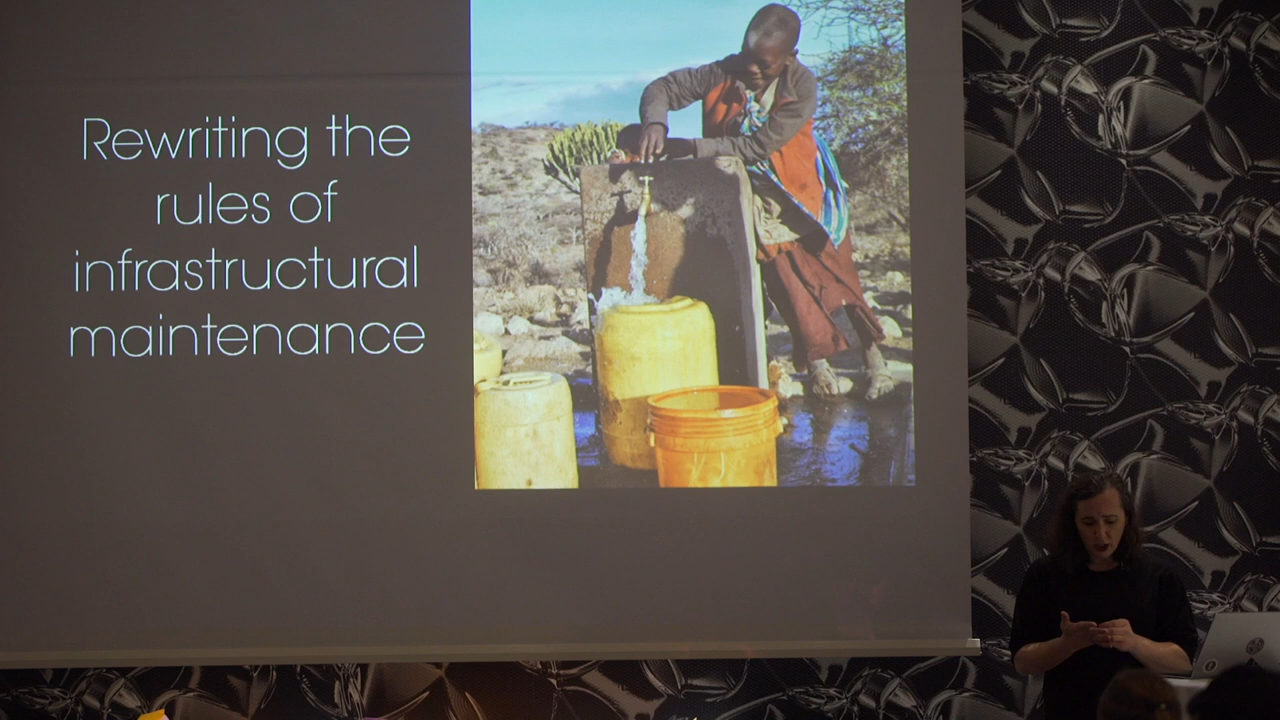 Rewriting the
rules of
infrastructural
maintenance